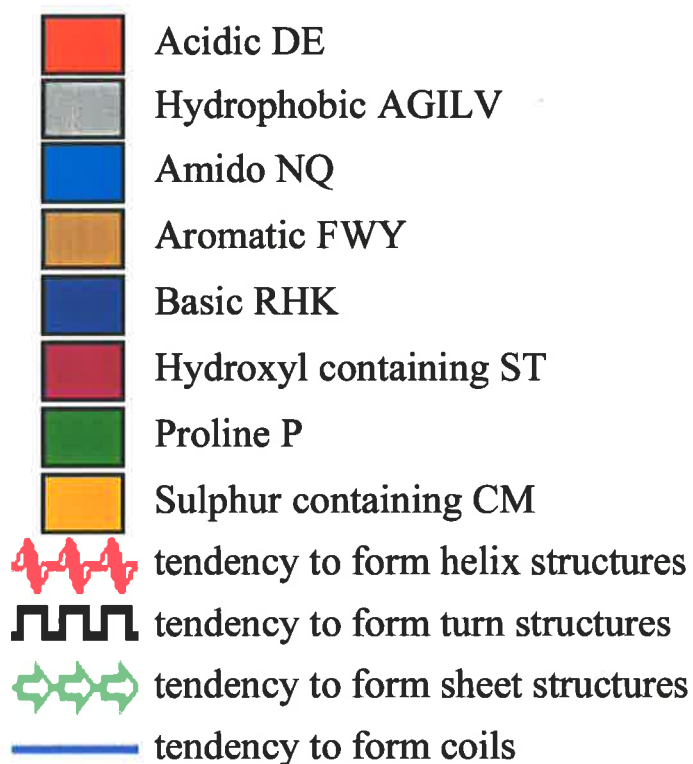 Acidic DE
Hydrophobic AGILV
Amido NQ
Aromatic FWY
Basic RHK
Hydroxyl containing ST
Proline P
Sulphur containing CM
tendency to form helix structures
tendency to form turn structures
tendency to form sheet structures
tendency to form coils